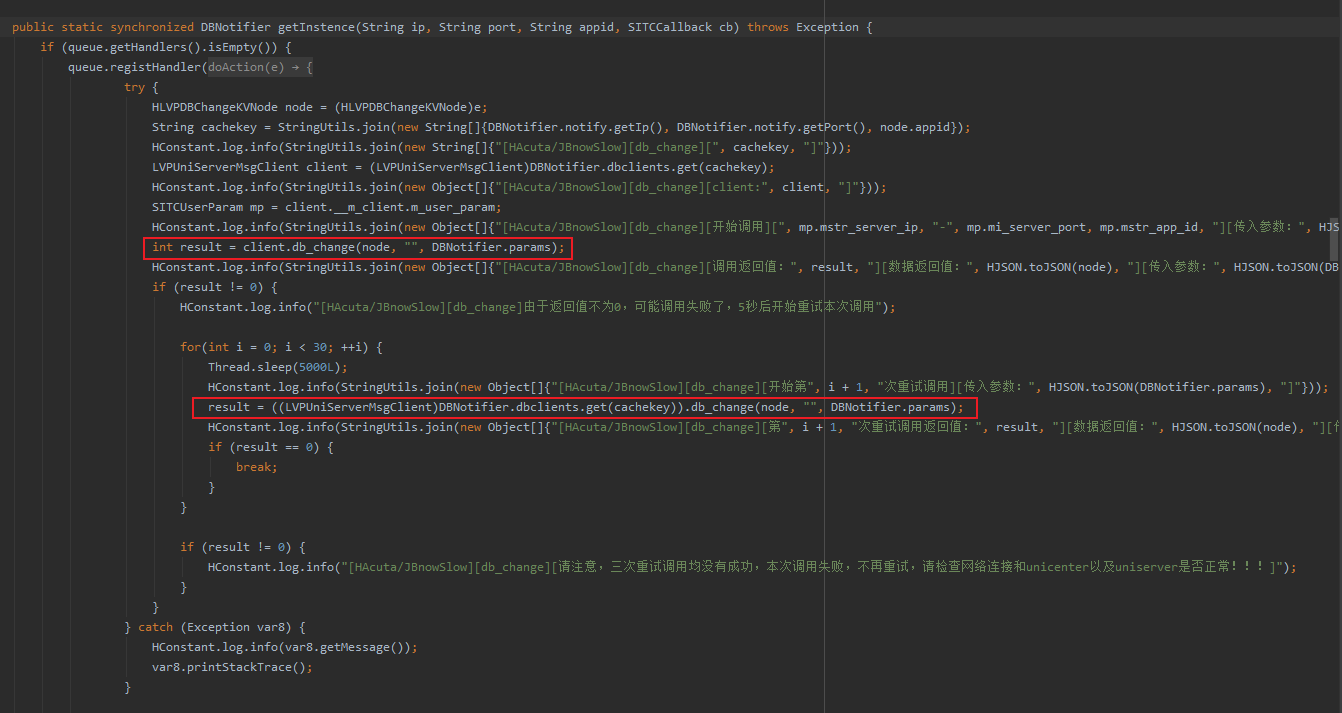 public static synchronized DBNotifier getInstence(String ip, String port, String appid, SITCCallback cb) throws Exception {
if (queue.getHandlers().isEmpty()) {
queue.registHandler(doAction(e) → {
try {
HLVPDBChangeKVNode node = (HLVPDBChangeKVNode)e;
String cachekey = StringUtils.join(new String[]{DBNotifier.notify.getIp(), DBNotifier.notify.getPort(), node.appid});
HConstant.log.info(StringUtils.join(new String[]{"[HAcuta/JBnowSlow][db_change][", cachekey, "]"}));
LVPUniServerMsgClient client = (LVPUniServerMsgClient)DBNotifier.dbclients.get(cachekey);
HConstant.log.info(StringUtils.join(new Object[]{"[HAcuta/JBnowSlow][db_change][client:", client, "]"}));
SITCUserParam mp = client.__m_client.m_user_param;
HConstant.log.info(StringUtils.join(new Object[]{"[HAcuta/JBnowSlow][db_change][开始调用][", mp.mstr_server_ip, "-", mp.mi_server_port, mp.mstr_app_id, "][传入参数：", HJS
int result = client.db_change(node, "", DBNotifier.params);
HConstant.log.info(StringUtils.join(new Object[]{"[HAcuta/JBnowSlow][db_change][调用返回值：", result, "][数据返回值：", HJSON.toJSON(node), "][传入参数：", HJSON.toJSON(DB
if (result != 0) {
HConstant.log.info("[HAcuta/JBnowSlow][db_change]由于返回值不为0，可能调用失败了，5秒后开始重试本次调用");
for(int i = 0; i < 30; ++i) {
Thread.sleep(5000L);
HConstant.log.info(StringUtils.join(new Object[]{"[HAcuta/JBnowSlow][db_change][开始第", i + 1, "次重试调用][传入参数：", HJSON.toJSON(DBNotifier.params), "]"}));
result = ((LVPUniServerMsgClient)DBNotifier.dbclients.get(cachekey)).db_change(node, "", DBNotifier.params);
HConstant.log.info(StringUtils.join(new Object[]{"[HAcuta/JBnowSlow][db_change][第", i + 1, "次重试调用返回值：", result, "][数据返回值：", HJSON.toJSON(node), "][
if (result == 0) {
break;
}
}
if (result != 0) {
HConstant.log.info("[HAcuta/JBnowSlow][db_change][请注意，三次重试调用均没有成功，本次调用失败，不再重试，请检查网络连接和unicenter以及uniserver是否正常！！！]");
}
}
} catch (Exception var8) {
HConstant.log.info(var8.getMessage());
var8.printStackTrace();
}